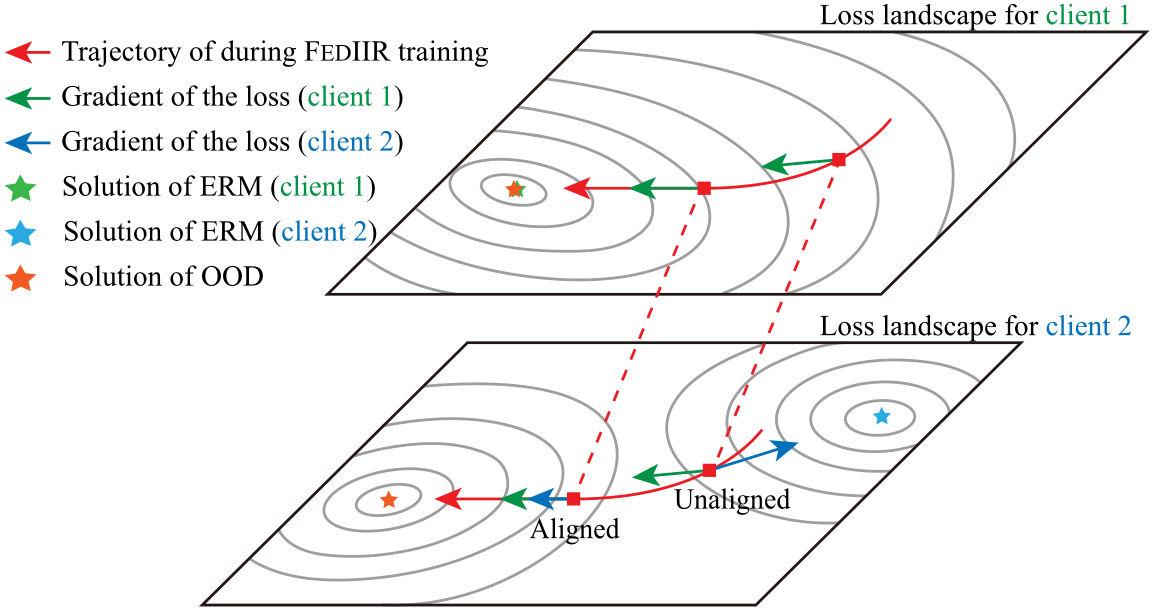 Loss landscape for client 1
Trajectory of during FEDIIR training
Gradient of the loss (client 1)
Gradient of the loss (client 2)
Solution of ERM (client 1)
Solution of ERM (client 2)
Solution of OOD
Loss landscape for client 2
Unaligned
Aligned